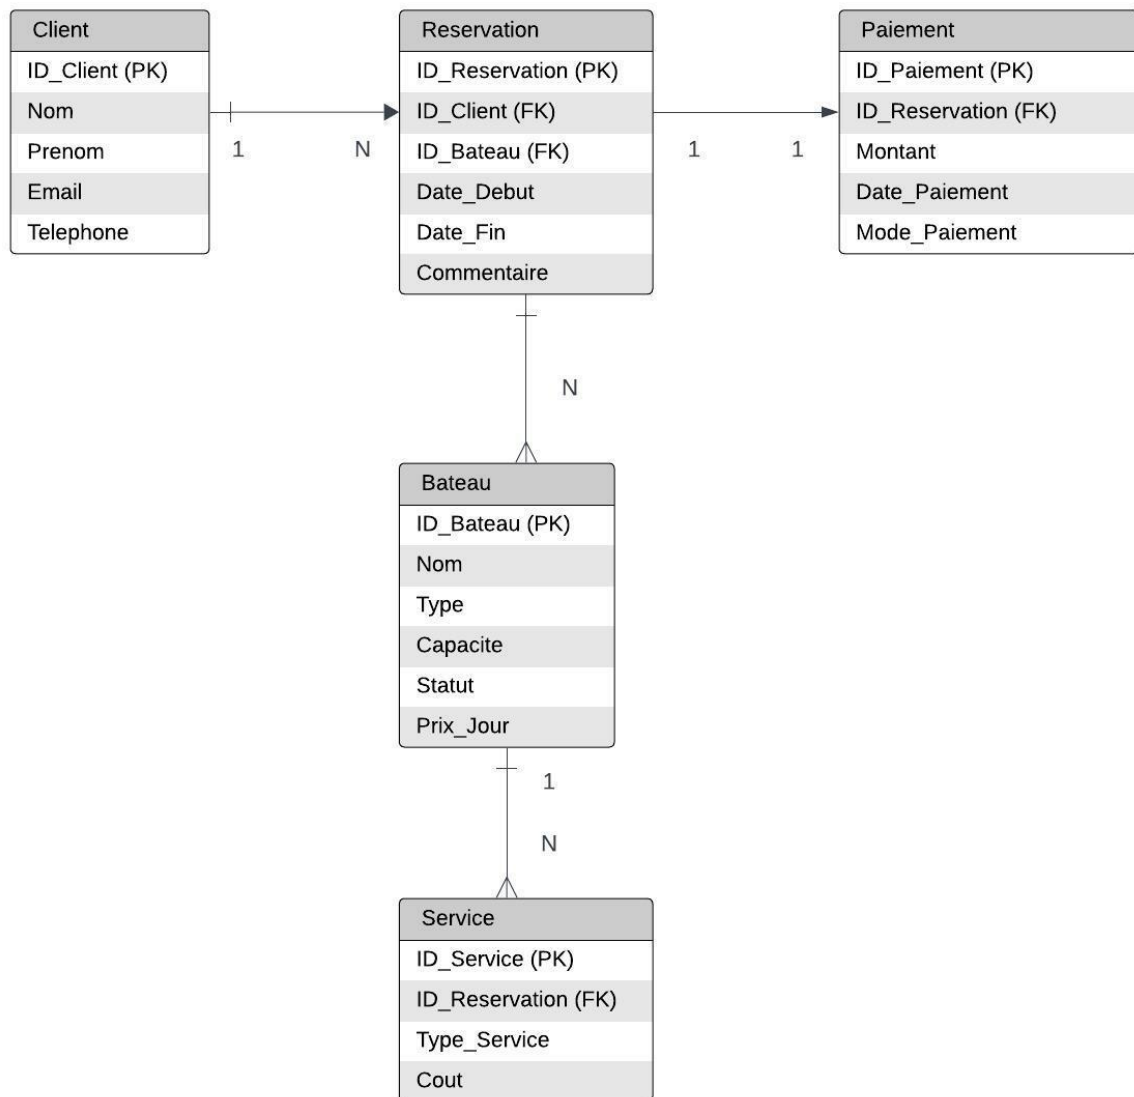 Client
ID_Client (PK)
Nom
Prenom
Email
Telephone
1
N
Reservation
ID_Reservation (PK)
ID_Client (FK)
ID_Bateau (FK)
Date_Debut
Date_Fin
Commentaire
1
1
Paiement
ID_Paiement (PK)
ID_Reservation (FK)
Montant
Date_Paiement
Mode_Paiement
N
Bateau
ID_Bateau (PK)
Nom
Type
Capacite
Statut
Prix_Jour
1
N
Service
ID_Service (PK)
ID_Reservation (FK)
Type_Service
Cout